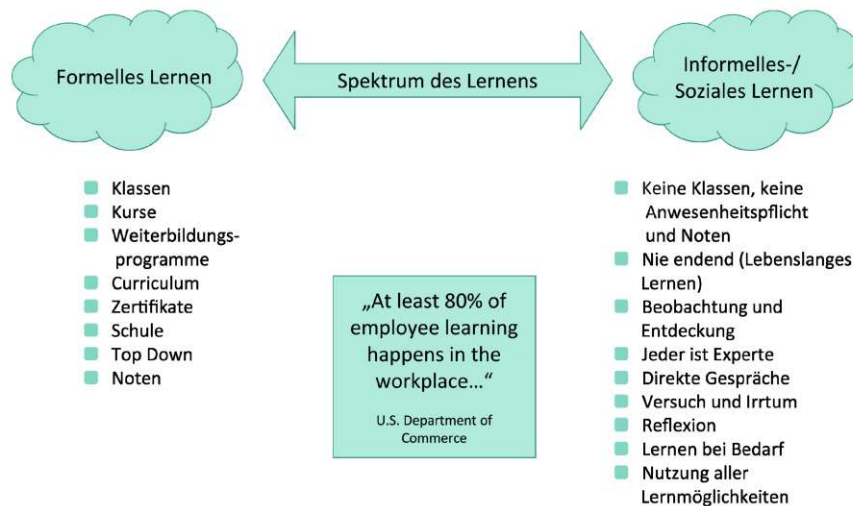 Formelles Lernen
Spektrum des Lernens
Informelles-/
Soziales Lernen
Klassen
Kurse
Weiterbildungs-
programme
Curriculum
Zertifikate
Schule
Top Down
Noten
„At least 80% of
employee learning
happens in the
workplace...“
U.S. Department of
Commerce
Keine Klassen, keine
Anwesenheitspflicht
und Noten
Nie endend (Lebenslanges
Lernen)
Beobachtung und
Entdeckung
Jeder ist Experte
Direkte Gespräche
Versuch und Irrtum
Reflexion
Lernen bei Bedarf
Nutzung aller
Lernmöglichkeiten